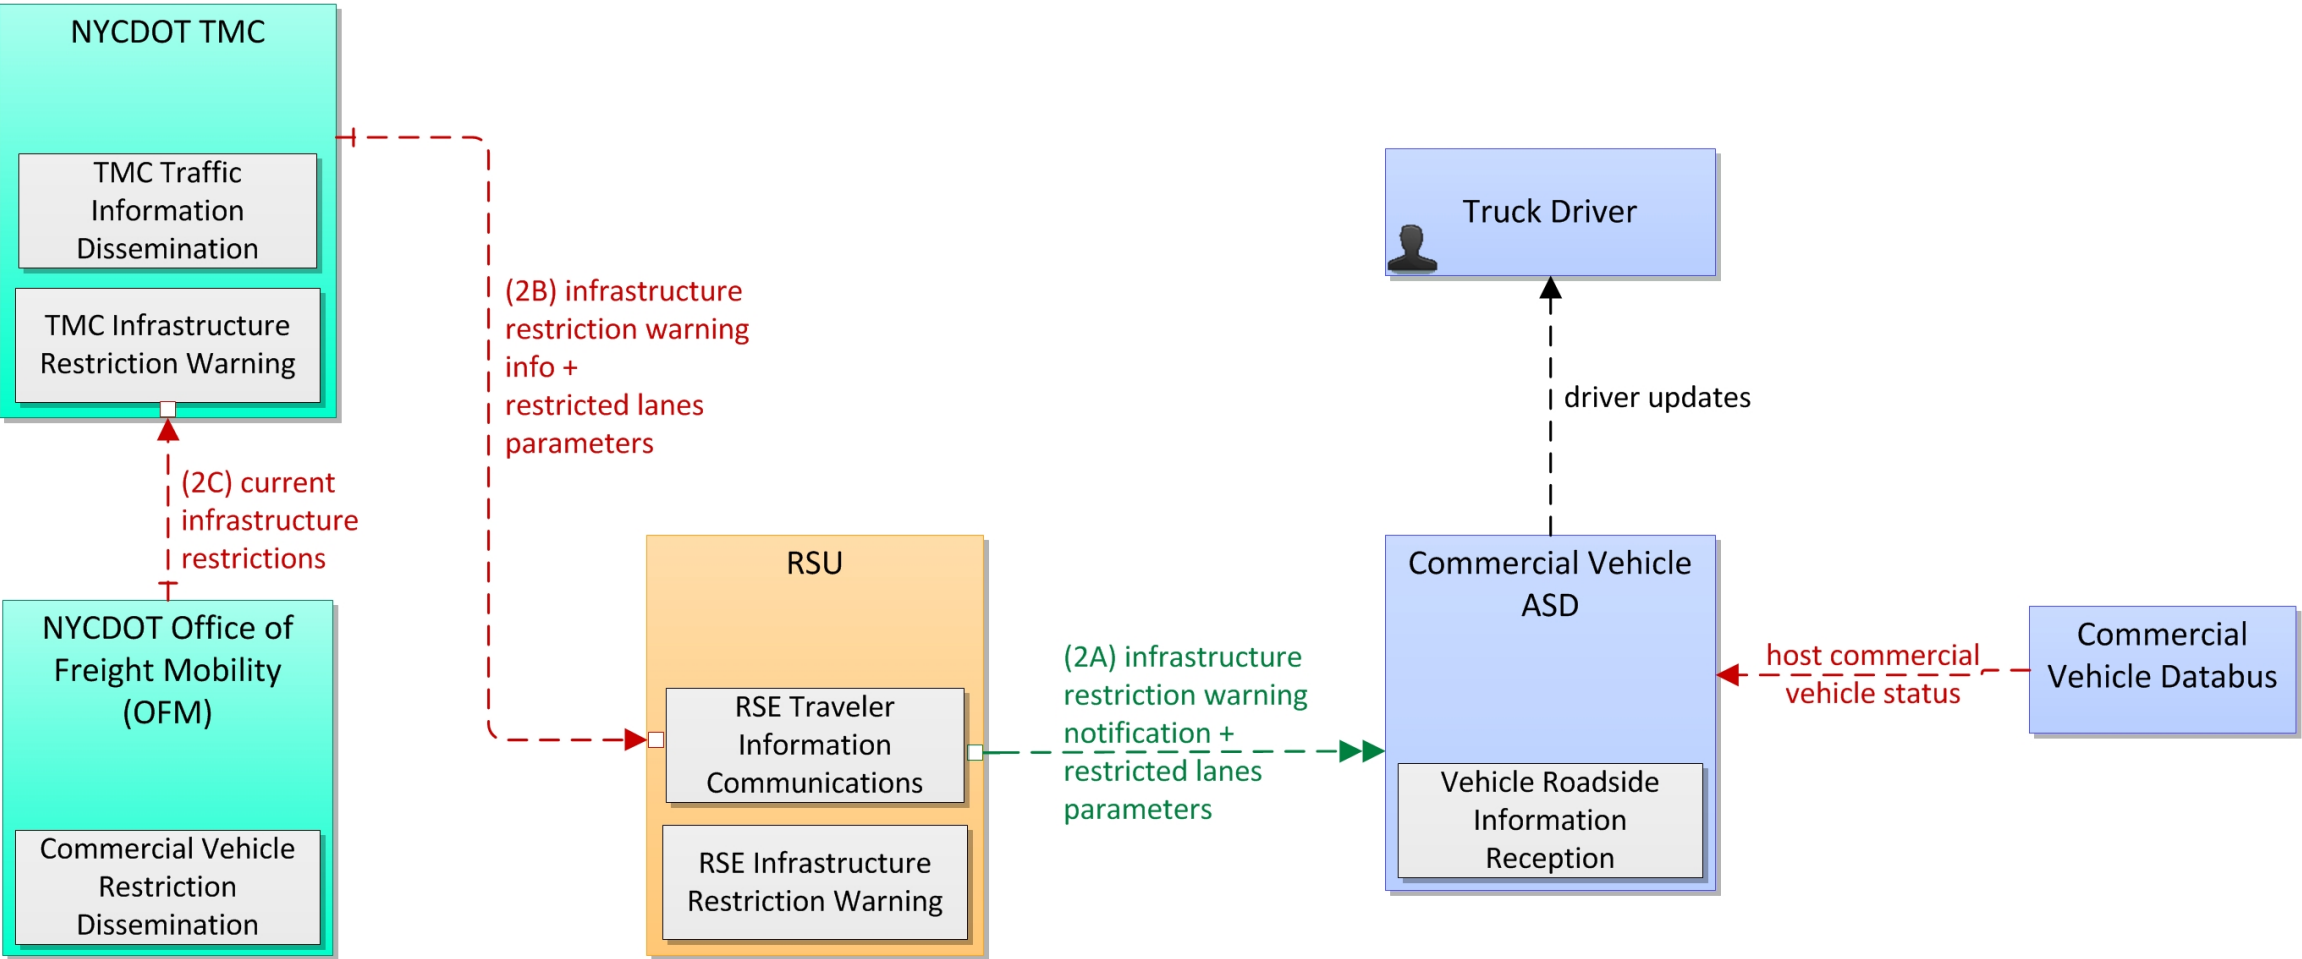 NYCDOT TMC
TMC Traffic
Information
Dissemination
TMC Infrastructure
Restriction Warning
(2C) current
infrastructure
restrictions
NYCDOT Office of
Freight Mobility
(OFM)
Commercial Vehicle
Restriction
Dissemination
(2B) infrastructure
restriction warning
info +
restricted lanes
parameters
RSU
RSE Traveler
Information
Communications
RSE Infrastructure
Restriction Warning
(2A) infrastructure
restriction warning
notification +
restricted lanes
parameters
Truck Driver
driver updates
Commercial Vehicle
ASD
Vehicle Roadside
Information
Reception
host commercial
vehicle status
Commercial
Vehicle Databus